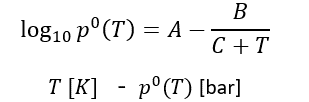 log₁₀ p⁰(T) = A − B / (C + T)
T [K] - p⁰(T) [bar]